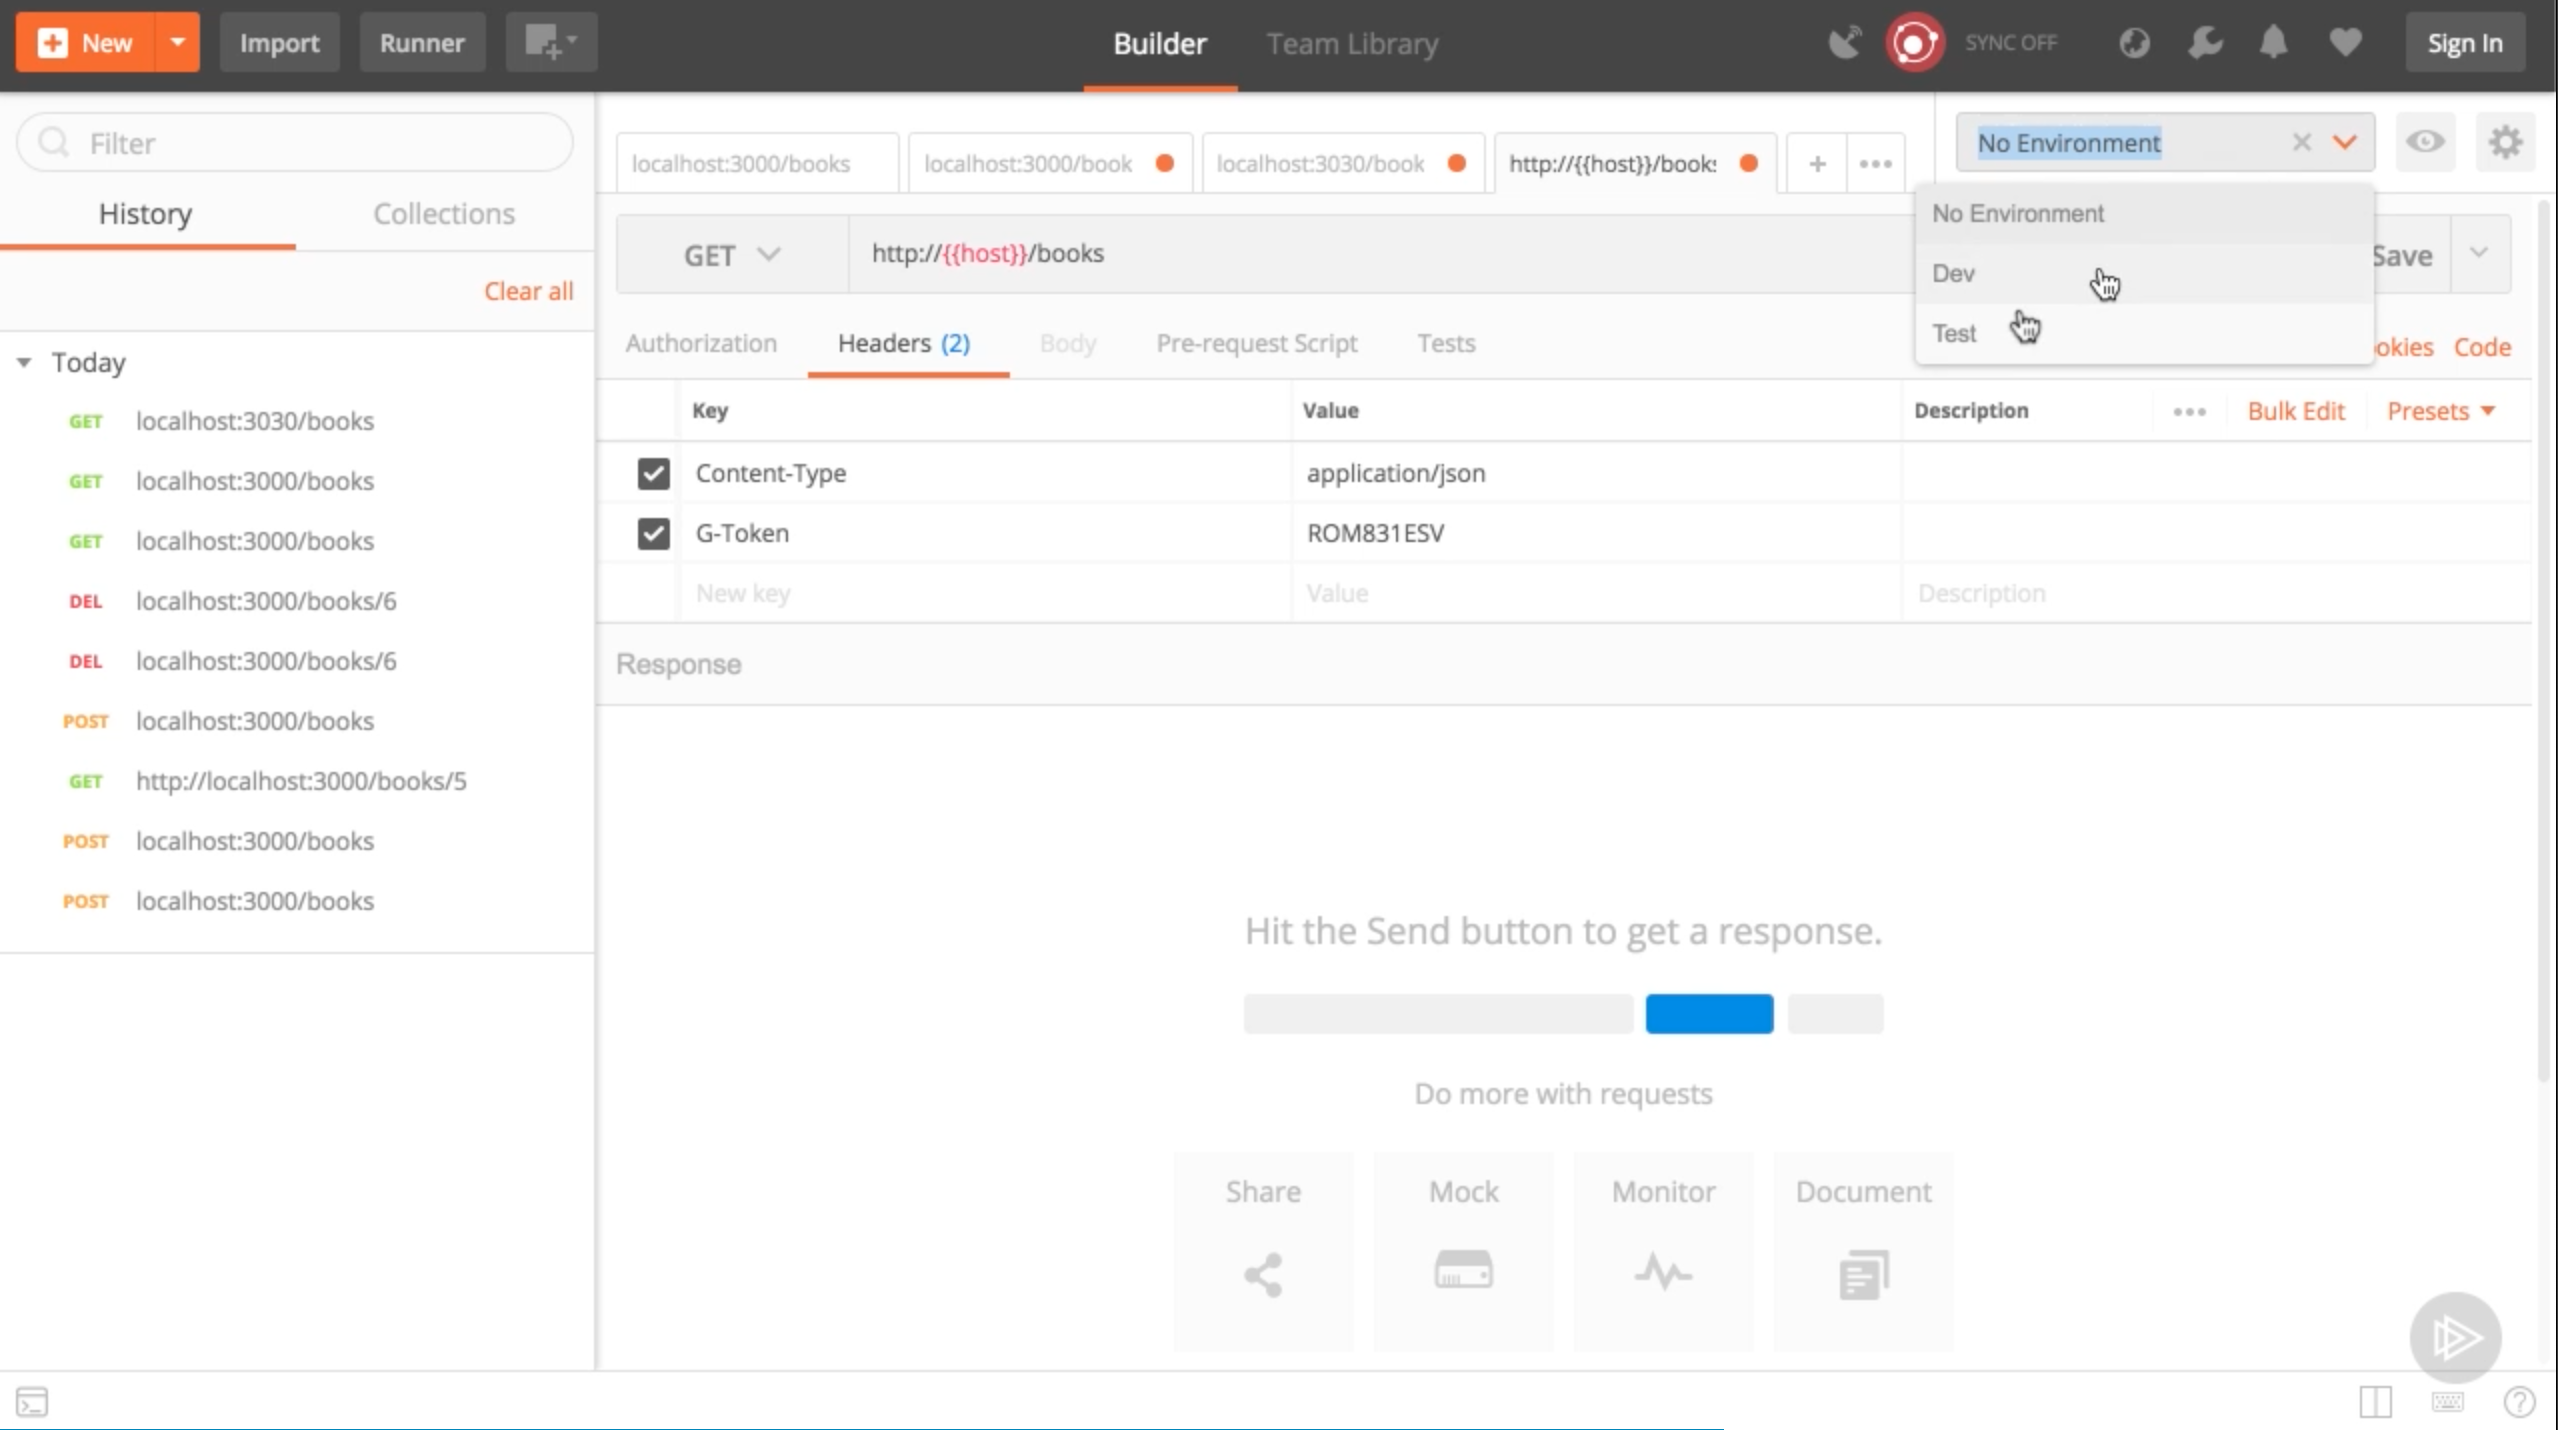 New
Import
Runner
Builder
Team Library
SYNC OFF
Sign In
Filter
History
Collections
Clear all
Today
GET localhost:3030/books
GET localhost:3000/books
GET localhost:3000/books
DEL localhost:3000/books/6
DEL localhost:3000/books/6
POST localhost:3000/books
GET http://localhost:3000/books/5
POST localhost:3000/books
POST localhost:3000/books
localhost:3000/books
localhost:3000/book
localhost:3030/book
http://{{host}}/books
+
No Environment
No Environment
Dev
Test
GET
http://{{host}}/books
Save
Authorization
Headers (2)
Body
Pre-request Script
Tests
okies
Code
Key Value Description
Bulk Edit
Presets
Content-Type application/json
G-Token ROM831ESV
New key Value Description
Response
Hit the Send button to get a response.
Do more with requests
Share
Mock
Monitor
Document